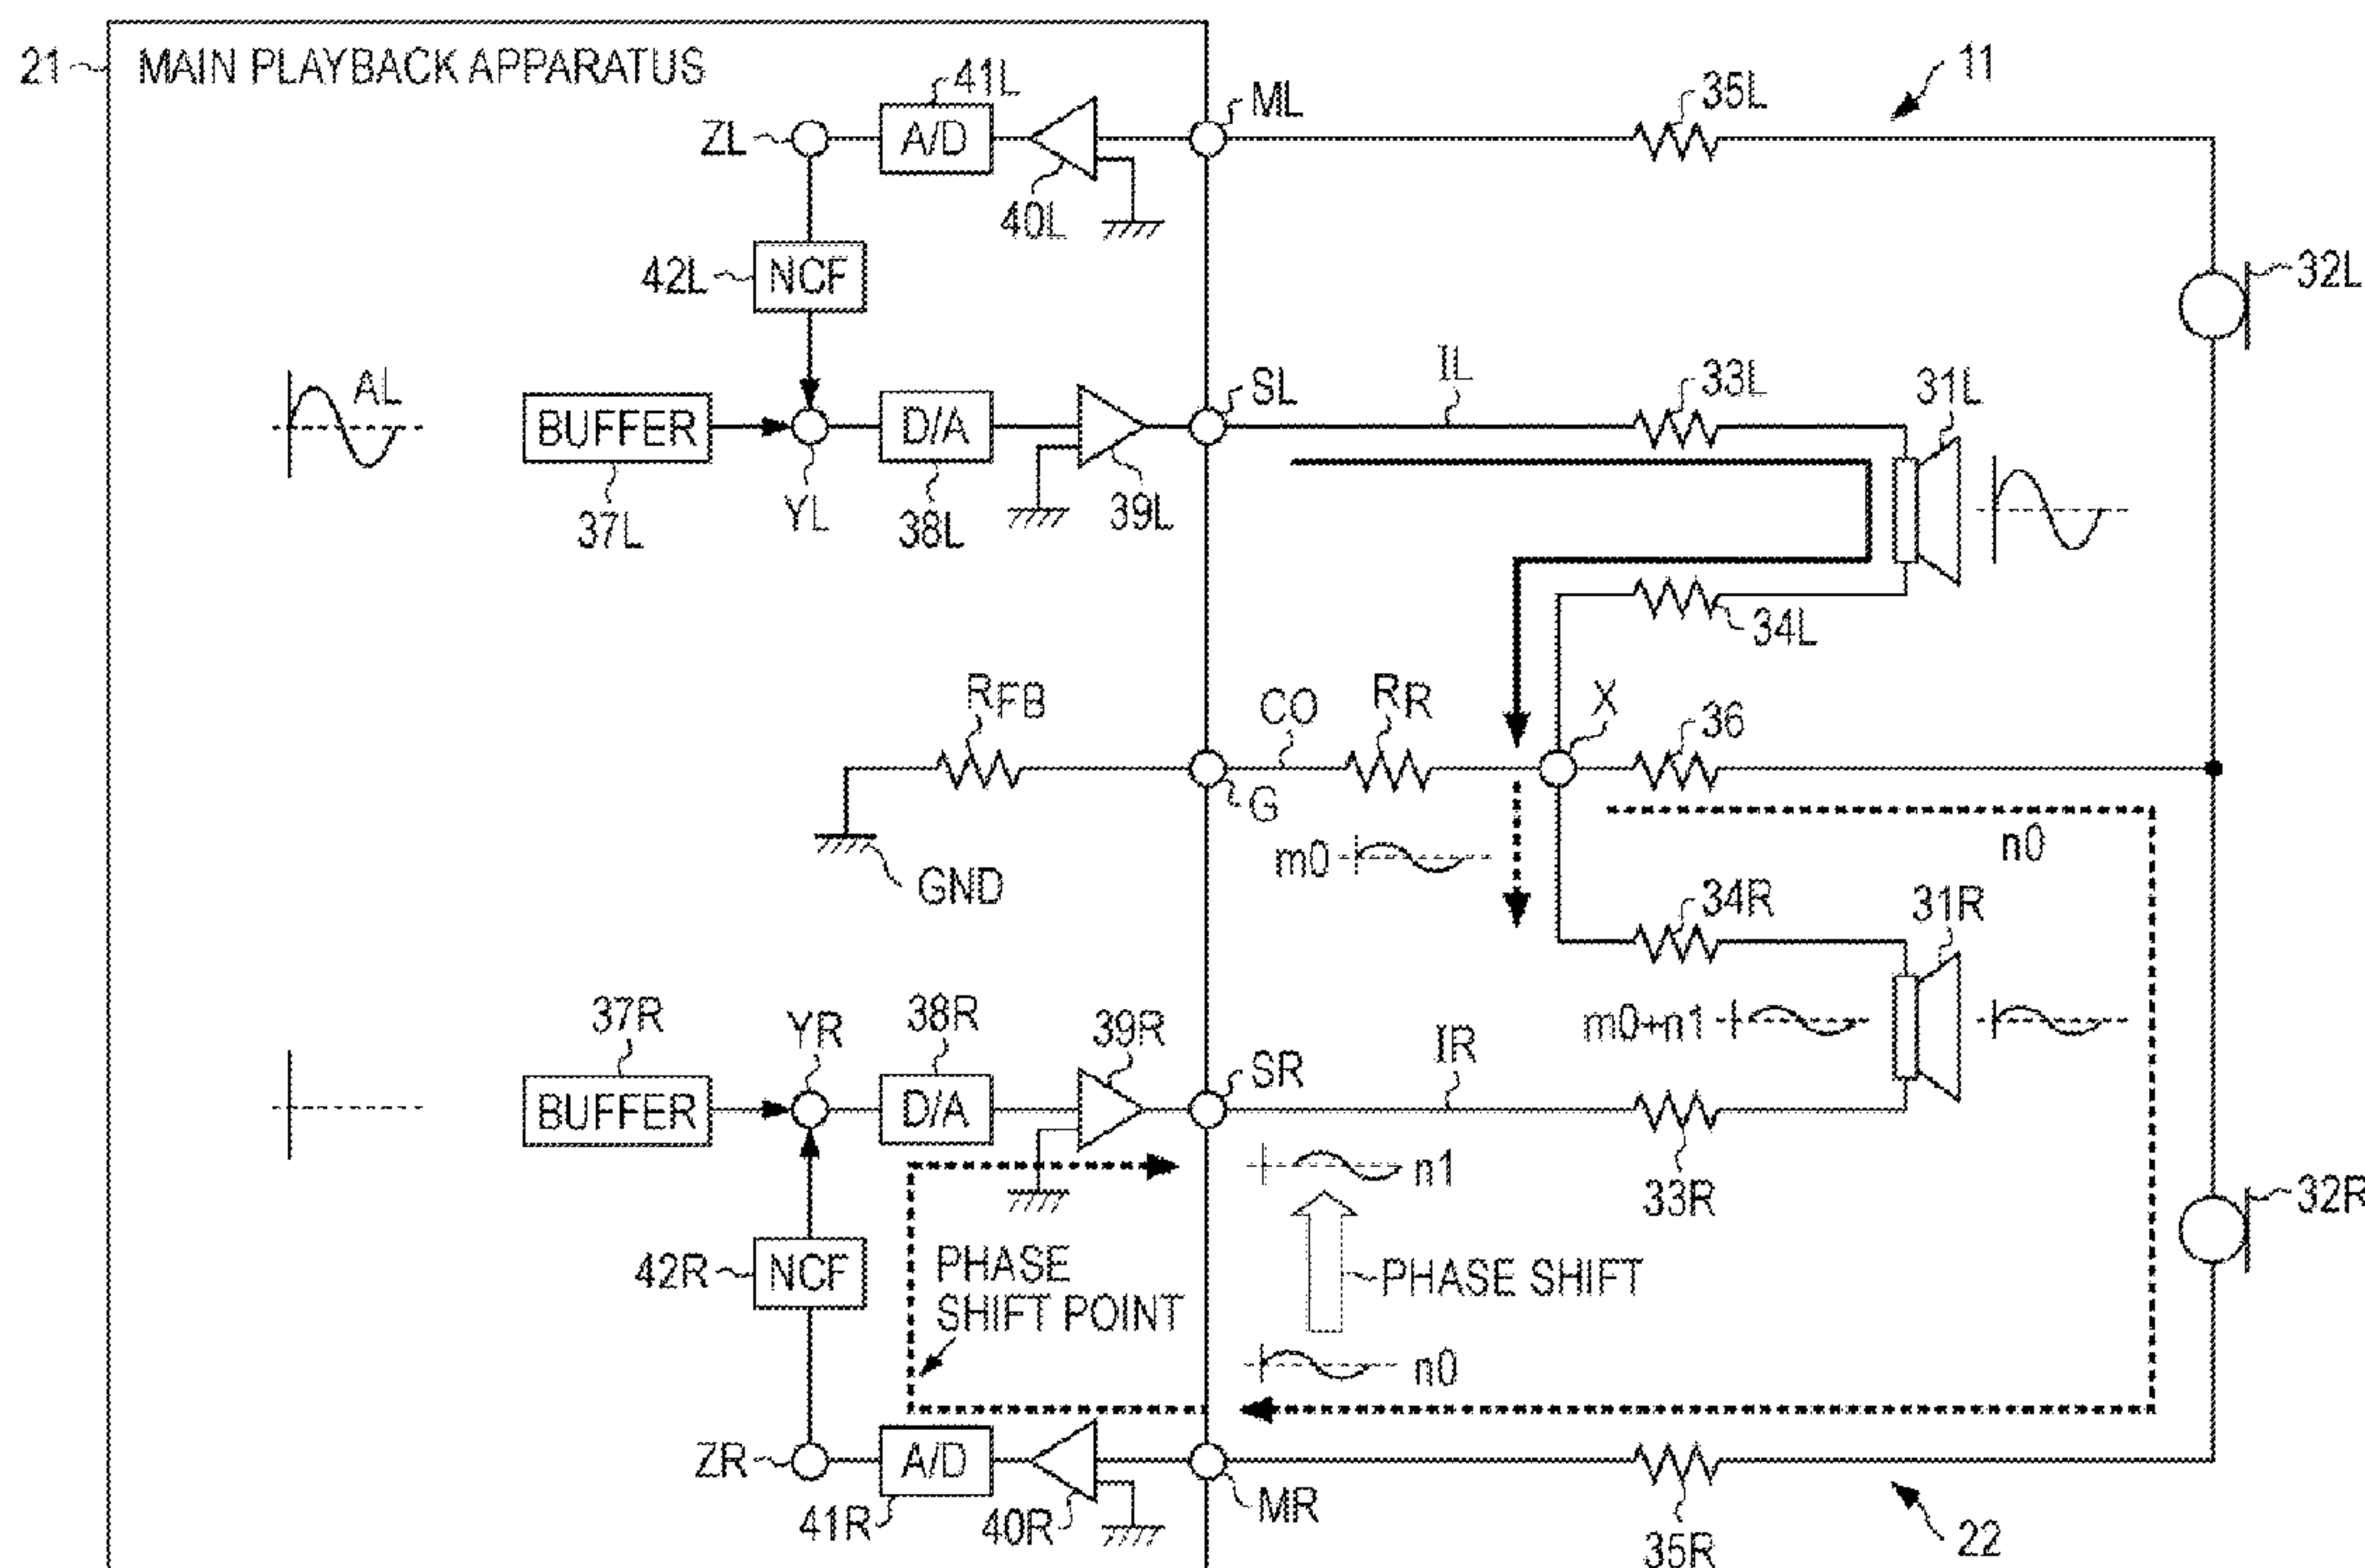 21 MAIN PLAYBACK APPARATUS
41L
ML
35L
11
ZL
A/D
40L
42L
NCF
32L
AL
BUFFER
37L
YL
D/A
38L
39L
SL
IL
33L
31L
34L
RFB
GND
G
CO
RR
X
36
m0
n0
34R
31R
m0+n1
37R
BUFFER
YR
38R
D/A
39R
SR
IR
33R
n1
PHASE SHIFT
n0
32R
42R
NCF
PHASE
SHIFT POINT
ZR
A/D
41R
40R
MR
35R
22